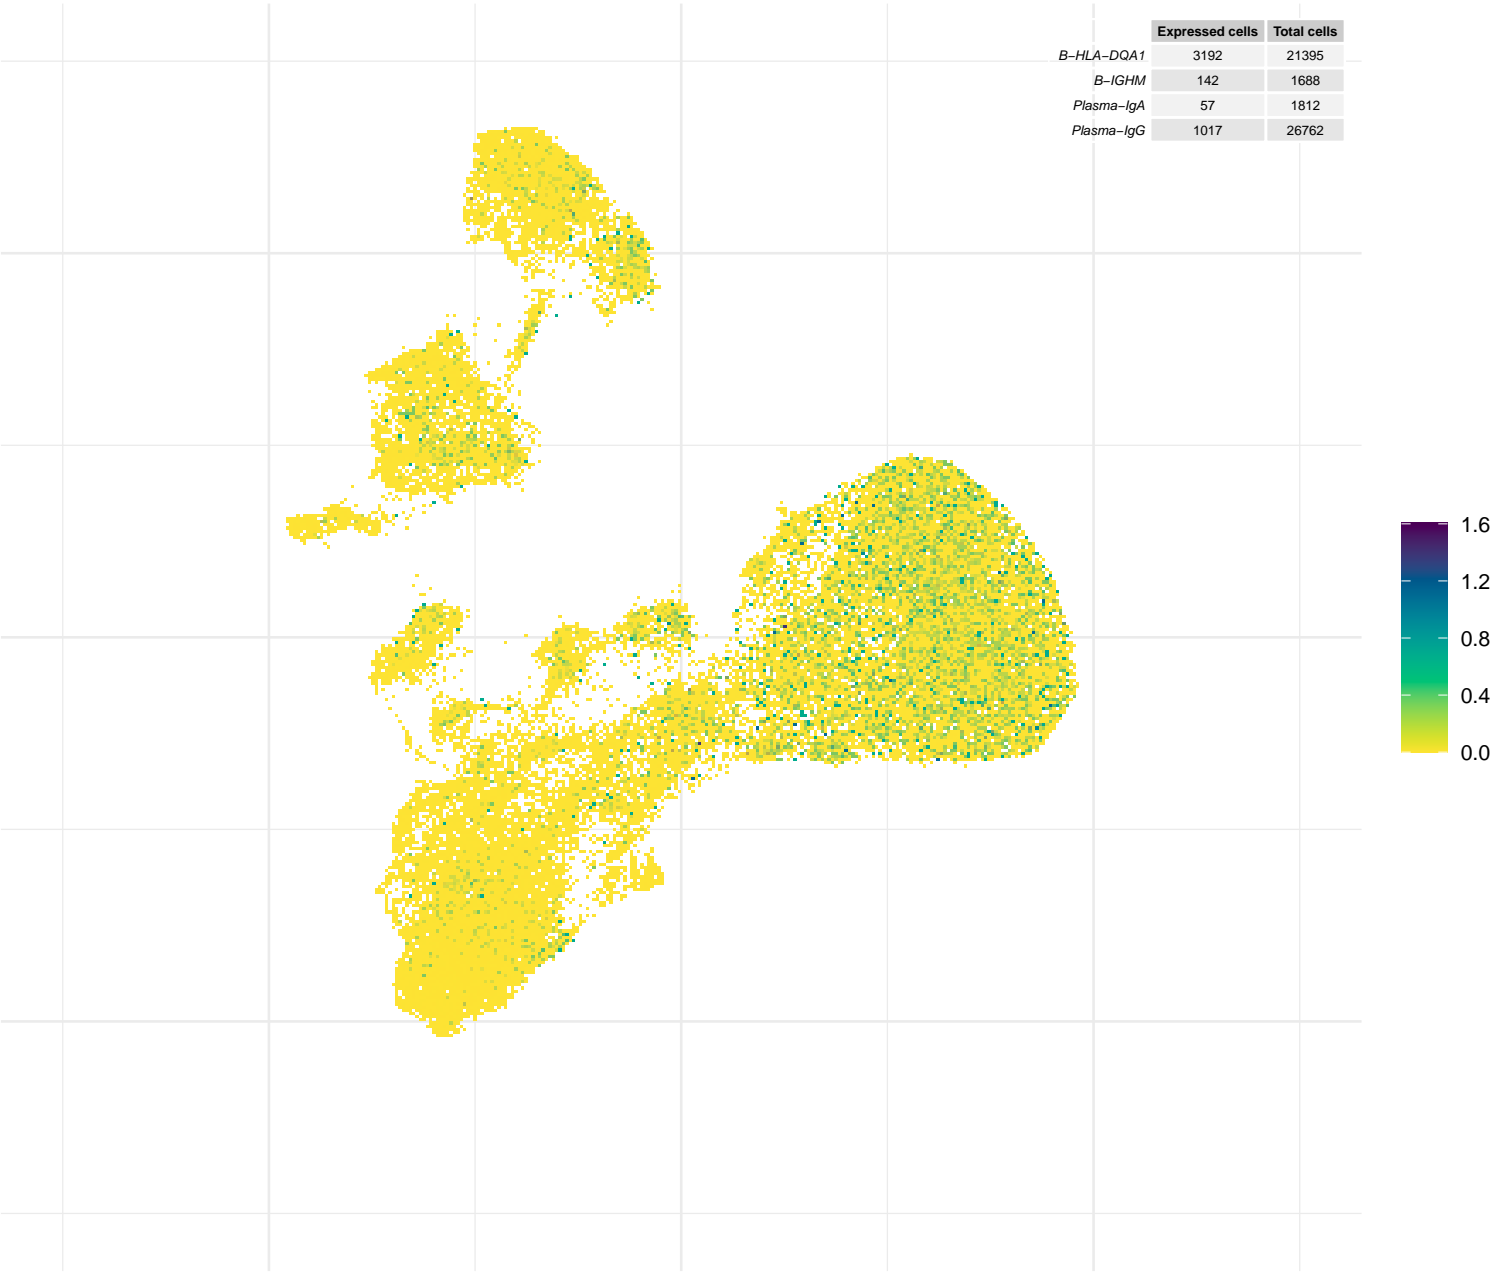 Expressed cells Total cells
B−HLA−DQA1 3192 21395
B−IGHM 142 1688
Plasma−IgA 57 1812
Plasma−IgG 1017 26762
1.6
1.2
0.8
0.4
0.0